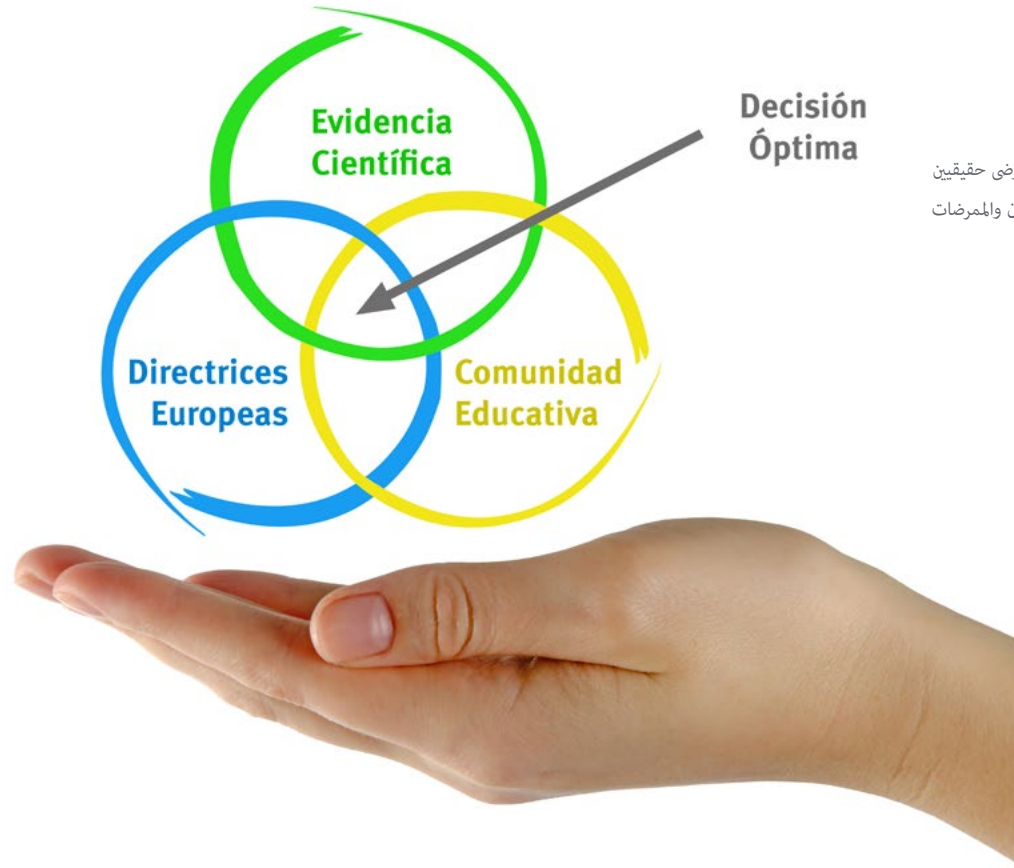 Evidencia
Científica
Decisión
Óptima
حقيقيين
والممرضات
Directrices
Europeas
Comunidad
Educativa